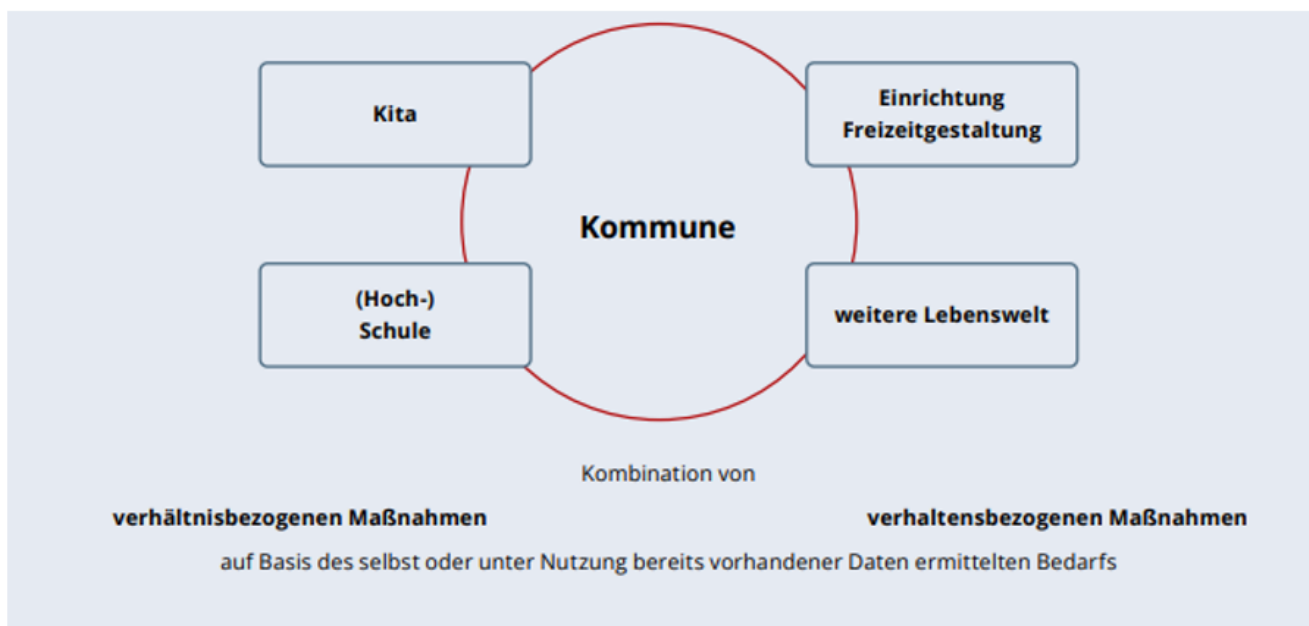 Kita
Einrichtung
Freizeitgestaltung
Kommune
(Hoch-)
Schule
weitere Lebenswelt
Kombination von
verhältnisbezogenen Maßnahmen
verhaltensbezogenen Maßnahmen
auf Basis des selbst oder unter Nutzung bereits vorhandener Daten ermittelten Bedarfs